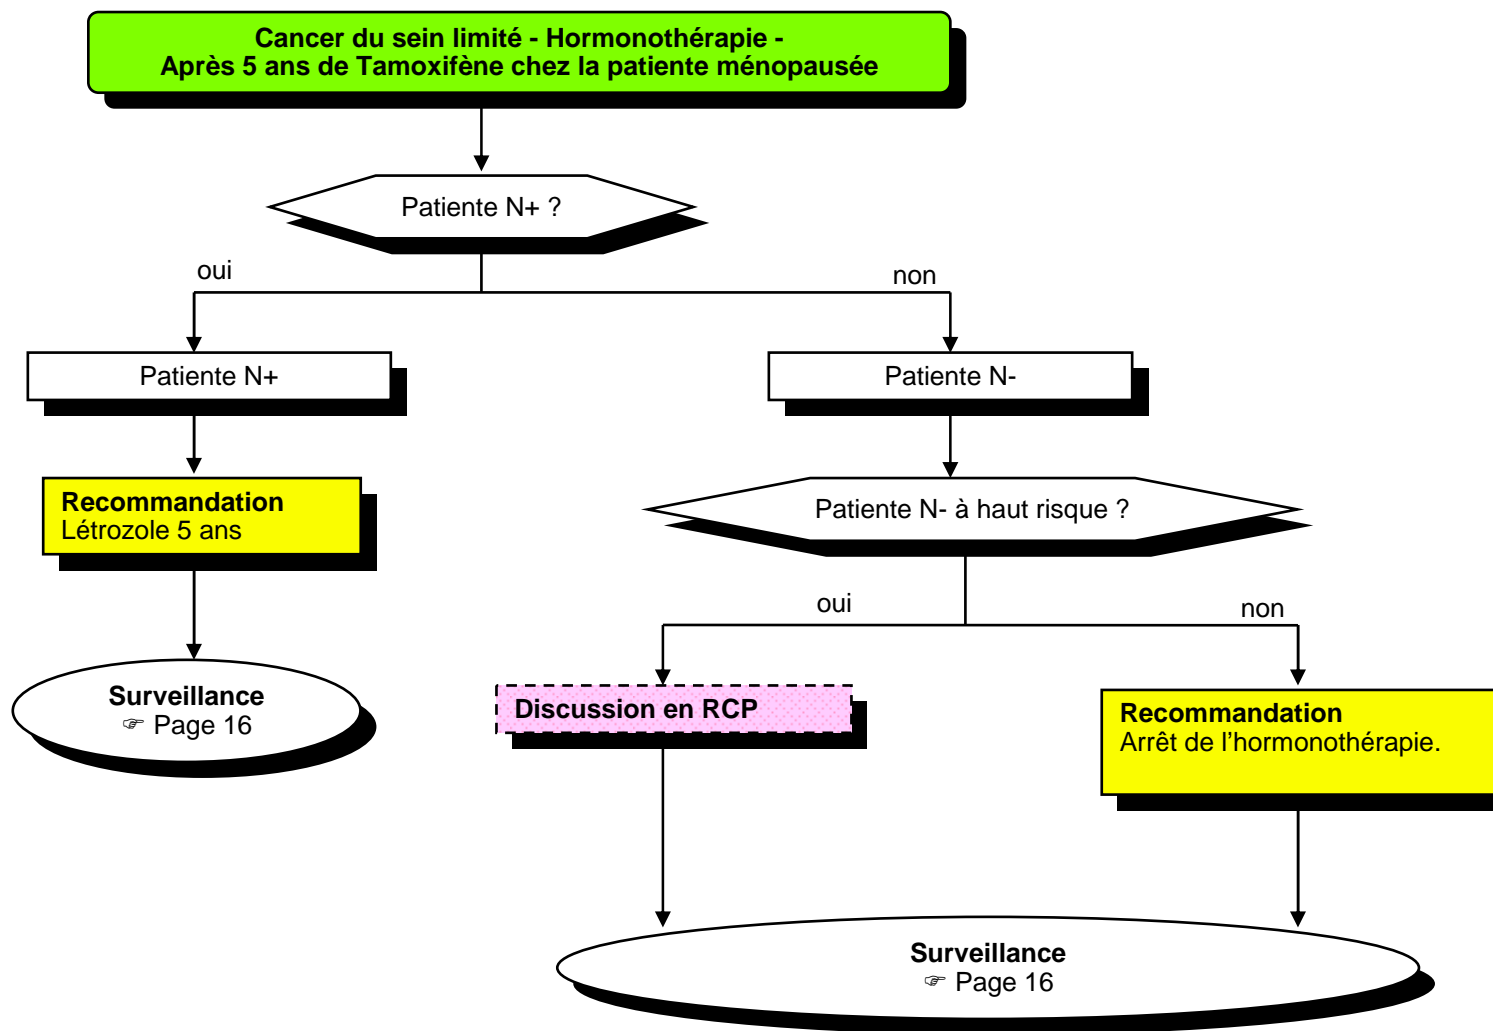 Cancer du sein limité - Hormonothérapie -
Après 5 ans de Tamoxifène chez la patiente ménopausée
Patiente N+ ?
oui
non
Patiente N+
Patiente N-
Recommandation
Létrozole 5 ans
Patiente N- à haut risque ?
oui
non
Surveillance
☞ Page 16
Discussion en RCP
Recommandation
Arrêt de l’hormonothérapie.
Surveillance
☞ Page 16